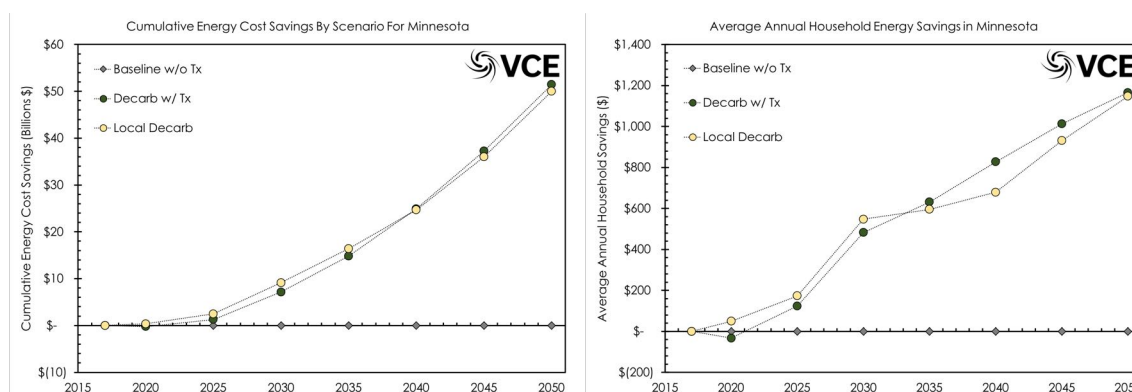 Cumulative Energy Cost Savings By Scenario For Minnesota
$60
$50
$40
$30
$20
$10
$-
$(10)
Cumulative Energy Cost Savings (Billions $)
Baseline w/o Tx
Decarb w/ Tx
Local Decarb
VCE
2015 2020 2025 2030 2035 2040 2045 2050
Average Annual Household Energy Savings in Minnesota
$1,400
$1,200
$1,000
$800
$600
$400
$200
$-
$(200)
Average Annual Household Savings ($)
Baseline w/o Tx
Decarb w/ Tx
Local Decarb
VCE
2015 2020 2025 2030 2035 2040 2045